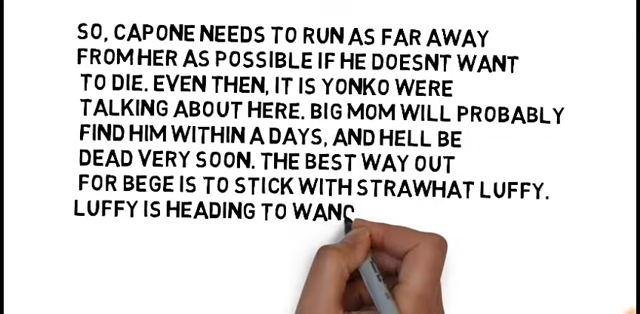 SO, CAPONE NEEDS TO RUN AS FAR AWAY
FROM HER AS POSSIBLE IF HE DOESNT WANT
TO DIE. EVEN THEN, IT IS YONKO WERE
TALKING ABOUT HERE. BIG MOM WILL PROBABLY
FIND HIM WITHIN A DAYS, AND HELL BE
DEAD VERY SOON. THE BEST WAY OUT
FOR BEGE IS TO STICK WITH STRAWHAT LUFFY.
LUFFY IS HEADING TO WAN